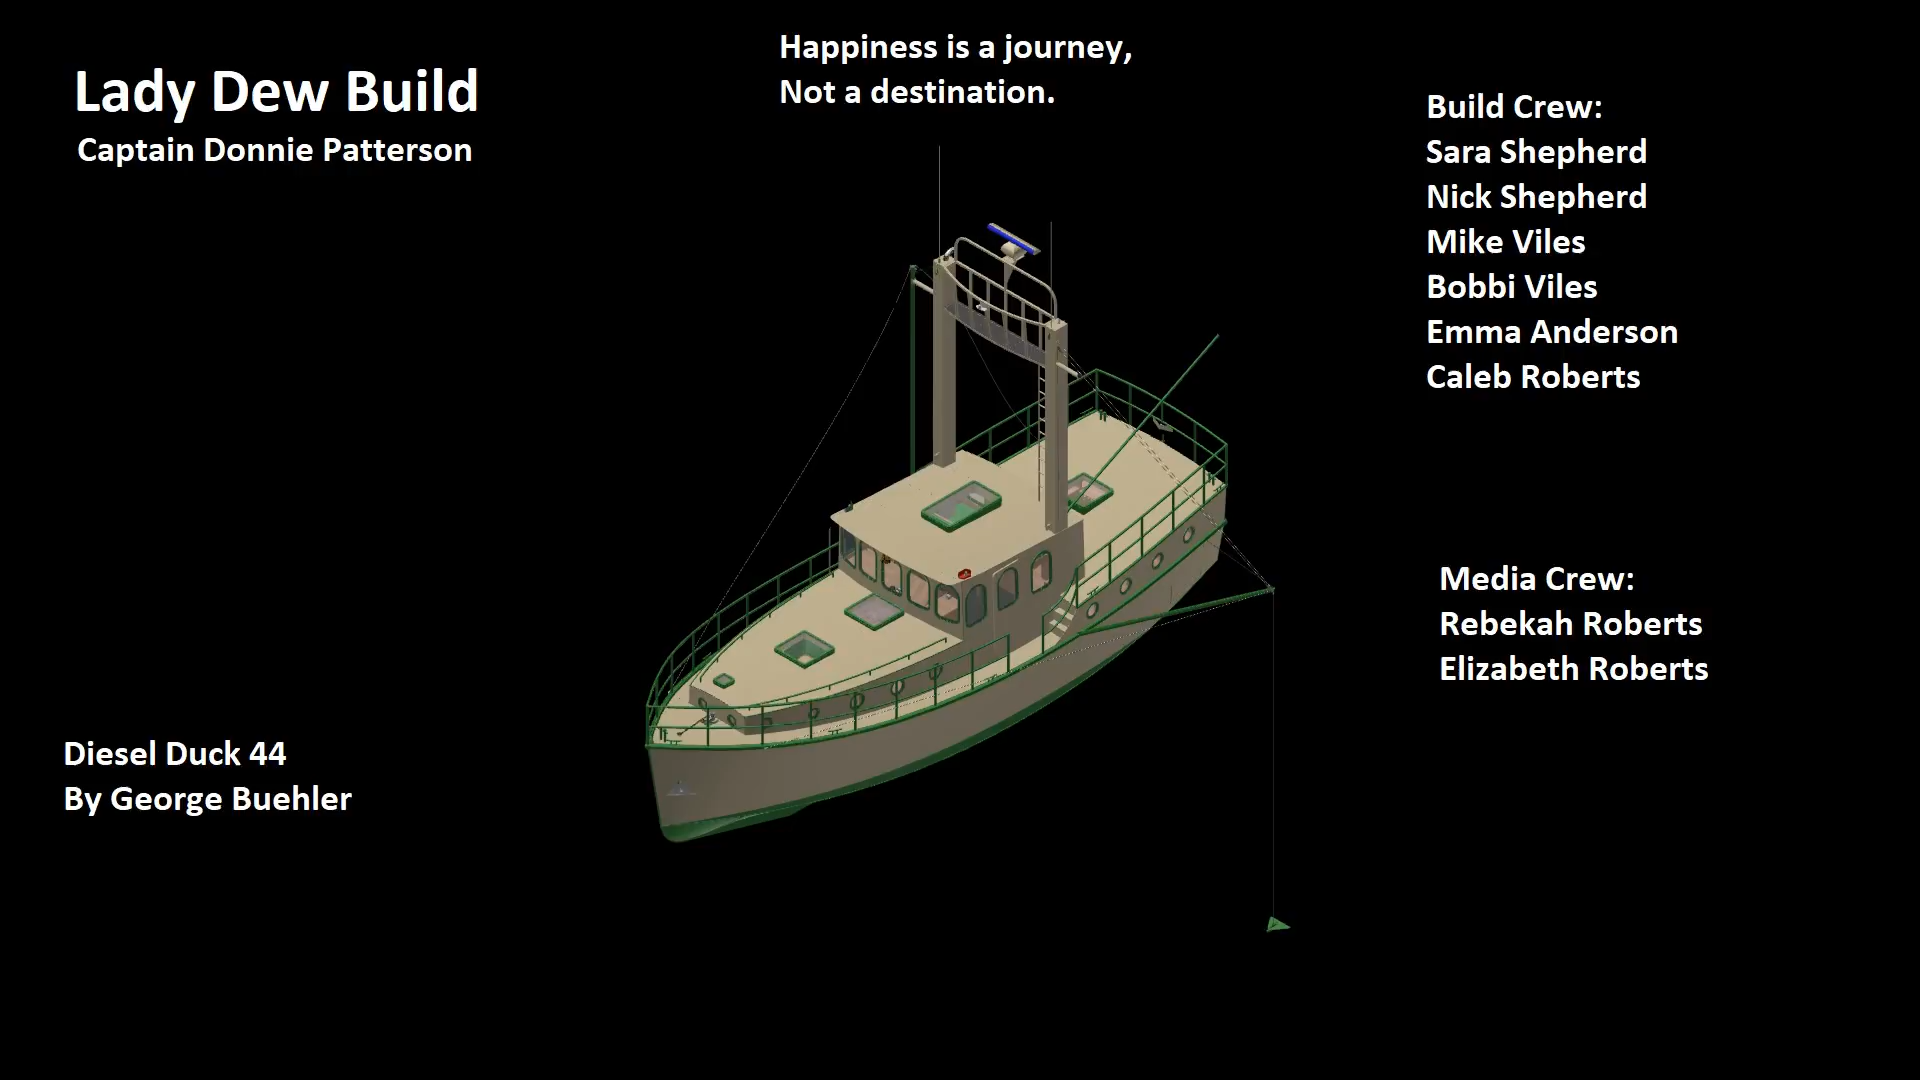 Lady Dew Build
Captain Donnie Patterson
Happiness is a journey,
Not a destination.
Build Crew:
Sara Shepherd
Nick Shepherd
Mike Viles
Bobbi Viles
Emma Anderson
Caleb Roberts
Media Crew:
Rebekah Roberts
Elizabeth Roberts
Diesel Duck 44
By George Buehler